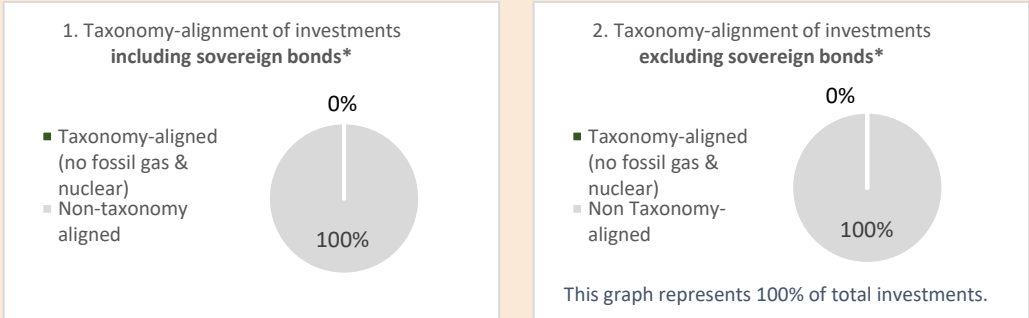 1. Taxonomy-alignment of investments
including sovereign bonds*
0%
Taxonomy-aligned
(no fossil gas &
nuclear)
Non-taxonomy
aligned
100%
2. Taxonomy-alignment of investments
excluding sovereign bonds*
0%
Taxonomy-aligned
(no fossil gas &
nuclear)
Non Taxonomy-
aligned
100%
This graph represents 100% of total investments.